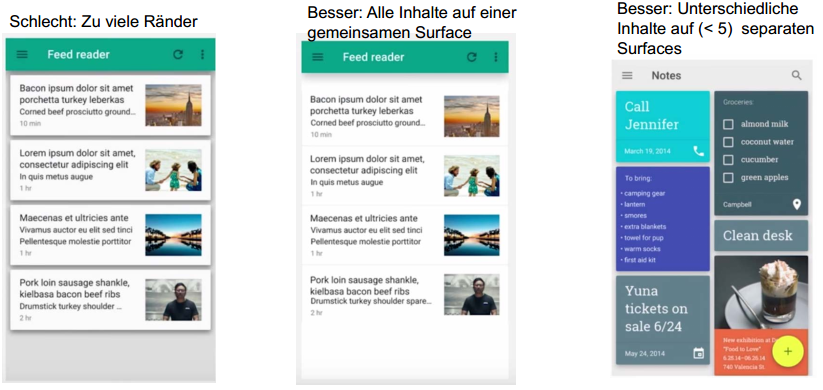 Schlecht: Zu viele Ränder
Feed reader
Bacon ipsum dolor sit amet
porchetta turkey leberkas
Corned beef prosciutto ground...
10 min
Lorem ipsum dolor sit amet,
consectetur adipiscing elit
In quis metus augue
1 hr
Maecenas et ultricies ante
Vivamus auctor eu elit sed tinci
Pellentesque molestie porttitor
1 hr
Pork loin sausage shankle,
kielbasa bacon beef ribs
Drumstick turkey shoulder ...
2 hr
Besser: Alle Inhalte auf einer
gemeinsamen Surface
Feed reader
Bacon ipsum dolor sit amet
porchetta turkey leberkas
Corned beef prosciutto ground...
10 min
Lorem ipsum dolor sit amet,
consectetur adipiscing elit
In quis metus augue
1 hr
Maecenas et ultricies ante
Vivamus auctor eu elit sed tinci
Pellentesque molestie porttitor
1 hr
Pork loin sausage shankle,
kielbasa bacon beef ribs
Drumstick turkey shoulder spare...
2 hr
Besser: Unterschiedliche
Inhalte auf (< 5) separaten
Surfaces
Notes
Call
Jennifer
March 19, 2014
To bring:
• camping gear
• lantern
• smores
• extra blankets
• towel for pup
• warm socks
• first aid kit
Yuna
tickets on
sale 6/24
May 24, 2014
Groceries:
almond milk
coconut water
cucumber
green apples
Campbell
Clean desk
New exhibition at
"Food to Love"
6.28.14–08.28.14
740 Valencia St